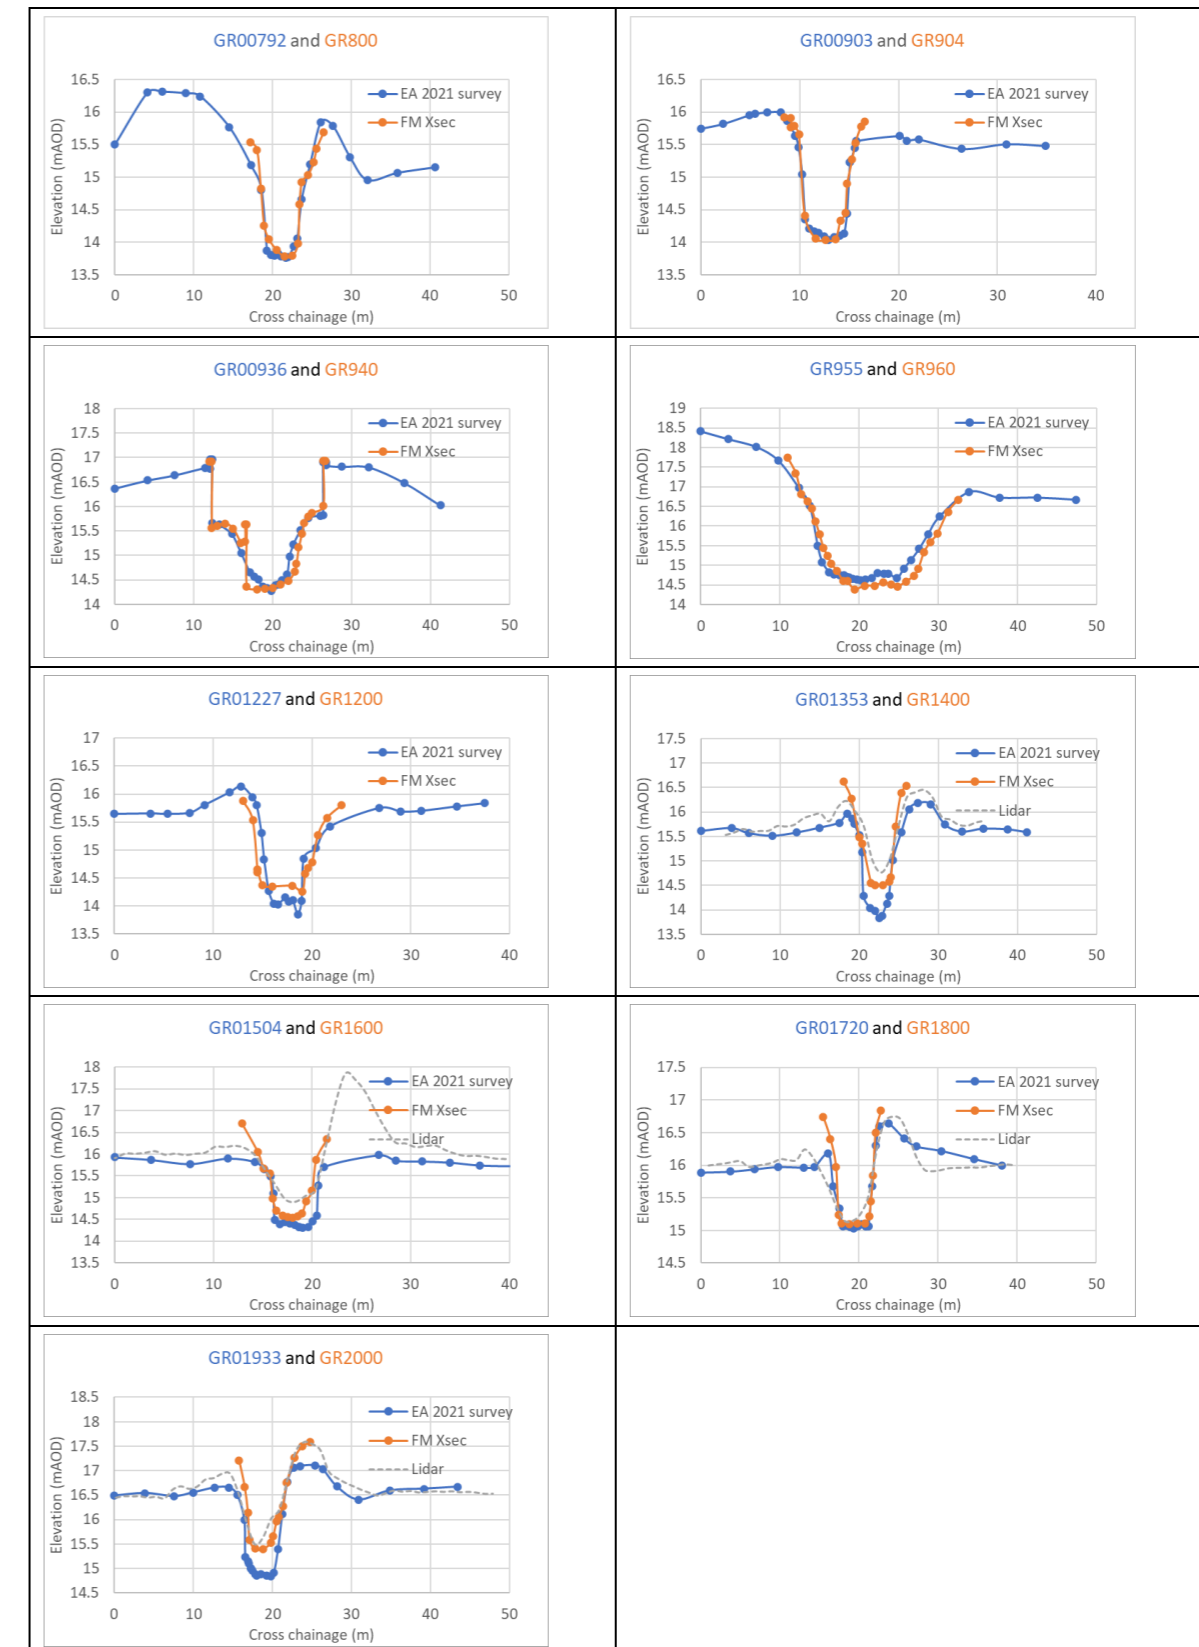 GR00792 and GR800
16.5
16
15.5
15
14.5
14
13.5
Elevation (mAOD)
EA 2021 survey
FM Xsec
0 10 20 30 40 50
Cross chainage (m)
GR00903 and GR904
16.5
16
15.5
15
14.5
14
13.5
Elevation (mAOD)
EA 2021 survey
FM Xsec
0 10 20 30 40
Cross chainage (m)
GR00936 and GR940
18
17.5
17
16.5
16
15.5
15
14.5
14
Elevation (mAOD)
EA 2021 survey
FM Xsec
0 10 20 30 40 50
Cross chainage (m)
GR955 and GR960
19
18.5
18
17.5
17
16.5
16
15.5
15
14.5
14
Elevation (mAOD)
EA 2021 survey
FM Xsec
0 10 20 30 40 50
Cross chainage (m)
GR01227 and GR1200
17
16.5
16
15.5
15
14.5
14
13.5
Elevation (mAOD)
EA 2021 survey
FM Xsec
0 10 20 30 40
Cross chainage (m)
GR01353 and GR1400
17.5
17
16.5
16
15.5
15
14.5
14
13.5
Elevation (mAOD)
EA 2021 survey
FM Xsec
Lidar
0 10 20 30 40 50
Cross chainage (m)
GR01504 and GR1600
18
17.5
17
16.5
16
15.5
15
14.5
14
13.5
Elevation (mAOD)
EA 2021 survey
FM Xsec
Lidar
0 10 20 30 40
Cross chainage (m)
GR01720 and GR1800
17.5
17
16.5
16
15.5
15
14.5
Elevation (mAOD)
EA 2021 survey
FM Xsec
Lidar
0 10 20 30 40 50
Cross chainage (m)
GR01933 and GR2000
18.5
18
17.5
17
16.5
16
15.5
15
14.5
Elevation (mAOD)
EA 2021 survey
FM Xsec
Lidar
0 10 20 30 40 50
Cross chainage (m)